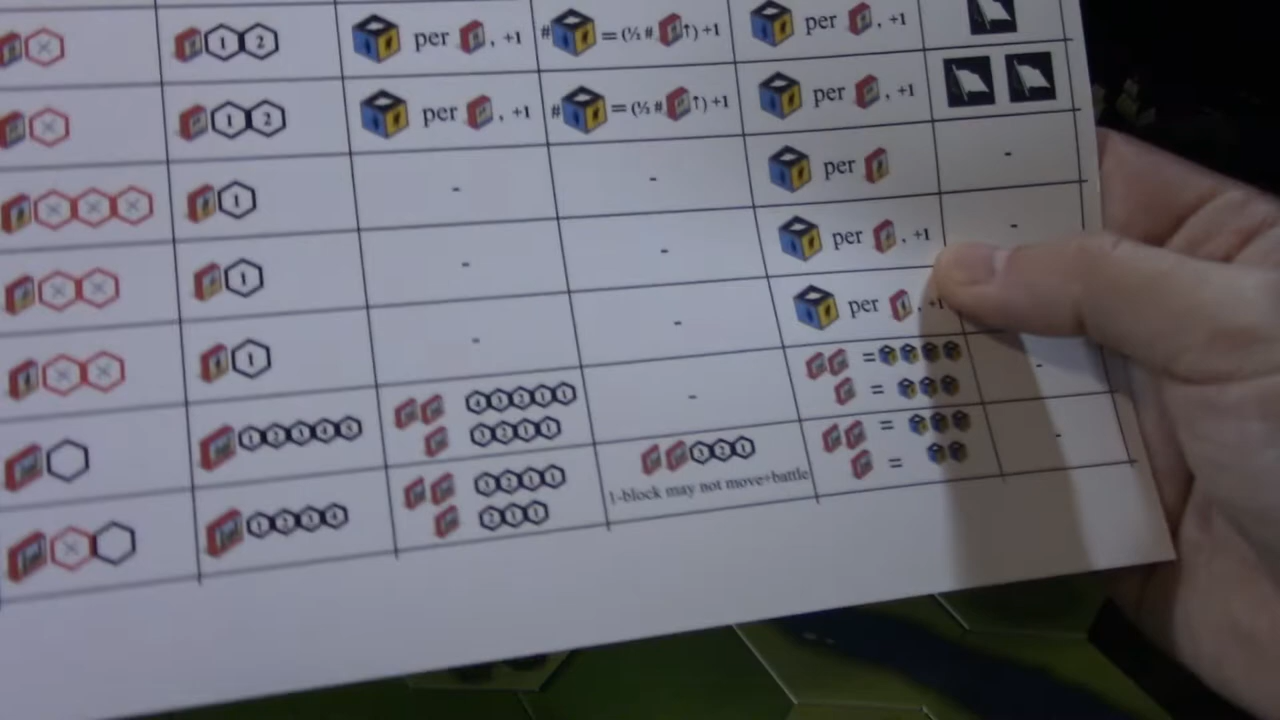 1 2 per , +1 # = (½ # ↑) +1 per , +1
1 2 per , +1 # = (⅓ # ↑) +1 per , +1
1 - - per -
1 - - per , +1 -
1 - - per , +1
1 2 3 4 5 4 3 2 1 1 - = -
3 2 1 1 =
1 2 3 4 3 2 1 1 3 2 1 = -
2 1 1 1-block may not move+battle =